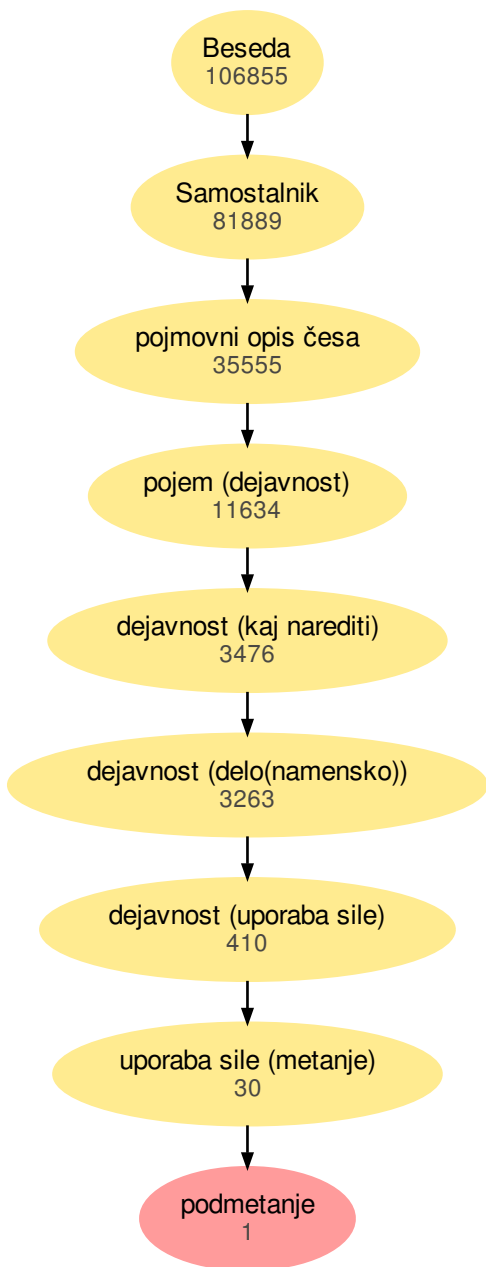 Beseda
106855
Samostalnik
81889
pojmovni opis česa
35555
pojem (dejavnost)
11634
dejavnost (kaj narediti)
3476
dejavnost (delo(namensko))
3263
dejavnost (uporaba sile)
410
uporaba sile (metanje)
30
podmetanje
1